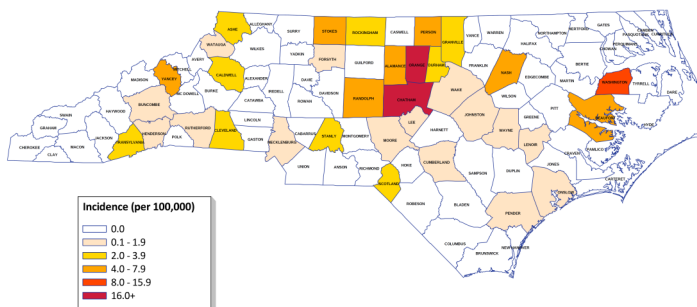 ASHE
ALLEGHANY
SURRY
STOKES
ROCKINGHAM
CASWELL
PERSON
GRANVILLE
VANCE
WARREN
NORTHAMPTON
HERTFORD
GATES
CAMDEN
PASQUOTANK
CURRITUCK
PERQUIMANS
CHOWAN
HALIFAX
WATAUGA
WILKES
YADKIN
FORSYTH
GUILFORD
ALAMANCE
ORANGE
DURHAM
FRANKLIN
NASH
EDGECOMBE
BERTIE
MARTIN
WASHINGTON
TYRRELL
DARE
AVERY
MITCHELL
YANCEY
MADISON
CALDWELL
ALEXANDER
IREDELL
DAVIE
DAVIDSON
RANDOLPH
CHATHAM
WAKE
WILSON
PITT
BEAUFORT
HYDE
BURKE
MCDOWELL
CATAWBA
ROWAN
BUNCOMBE
HAYWOOD
SWAIN
GRAHAM
CHEROKEE
CLAY
MACON
JACKSON
TRANSYLVANIA
HENDERSON
POLK
RUTHERFORD
CLEVELAND
LINCOLN
GASTON
MECKLENBURG
CABARRUS
STANLY
MONTGOMERY
MOORE
LEE
HARNETT
JOHNSTON
WAYNE
GREENE
LENOIR
CRAVEN
PAMLICO
JONES
CARTERET
ONSLOW
DUPLIN
SAMPSON
CUMBERLAND
HOKE
SCOTLAND
RICHMOND
ANSON
UNION
ROBESON
BLADEN
PENDER
COLUMBUS
BRUNSWICK
NEW HANOVER
Incidence (per 100,000)
0.0
0.1 - 1.9
2.0 - 3.9
4.0 - 7.9
8.0 - 15.9
16.0+